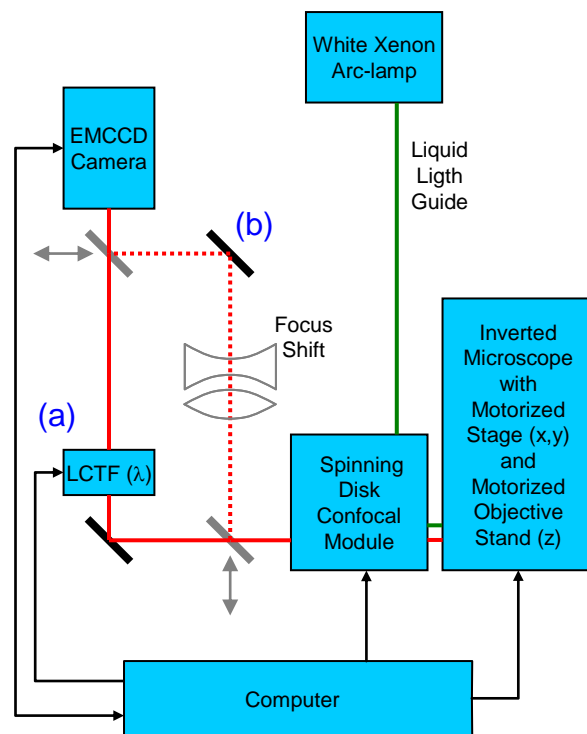 White Xenon
Arc-lamp
EMCCD
Camera
Liquid
Ligth
Guide
(b)
Focus
Shift
(a)
LCTF (λ)
Spinning
Disk
Confocal
Module
Inverted
Microscope
with
Motorized
Stage (x,y)
and
Motorized
Objective
Stand (z)
Computer